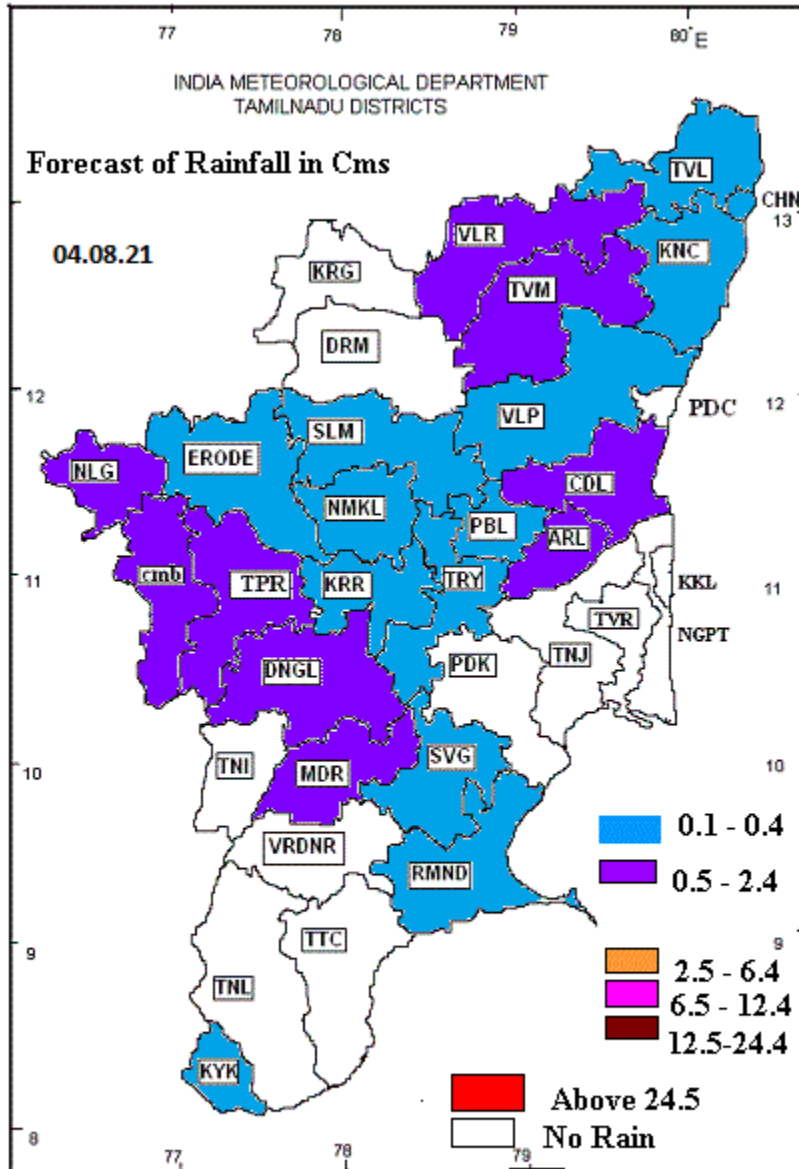 77 78 79 80° E
INDIA METEOROLOGICAL DEPARTMENT
TAMILNADU DISTRICTS
11
11
Forecast of Rainfall in Cms
TVL
CHN
13
VLR
KNC
04.08.21
KRG
TVM
DRM
12
12
PDC
SLM
VLP
ERODE
NLG
CDL
NMKL
PBL
ARL
cmb
11
TPR
KRR
TRY
11
KKL
TVR
NGPT
DNGL
PDK
TNJ
10
TNI
MDR
SVG
10
0.1 - 0.4
VRDNR
RMND
0.5 - 2.4
9
TTC
9
2.5 - 6.4
TNL
6.5 - 12.4
12.5-24.4
KYK
Above 24.5
8
No Rain
77 78 79